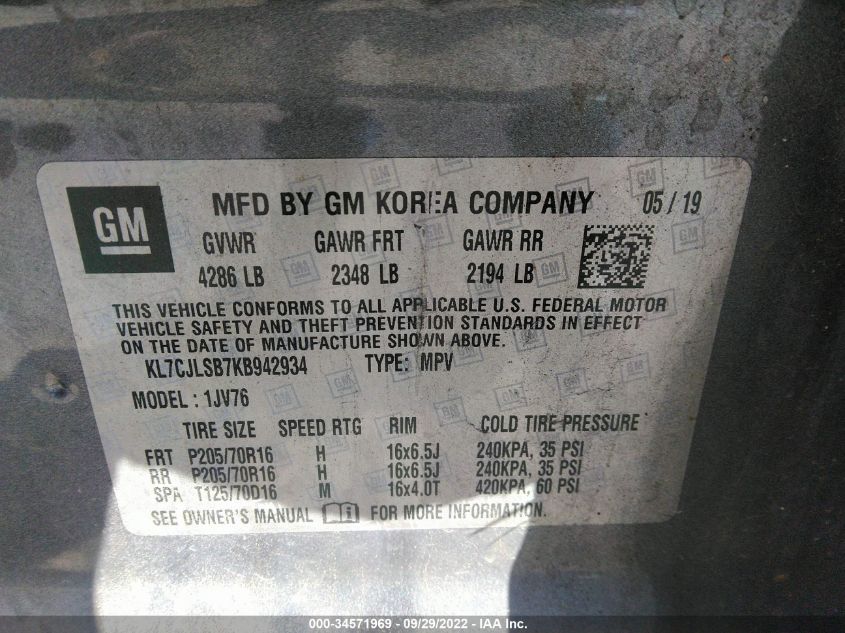 GM
MFD BY GM KOREA COMPANY 05 / 19
GVWR GAWR FRT GAWR RR
4286 LB 2348 LB 2194 LB
THIS VEHICLE CONFORMS TO ALL APPLICABLE U.S. FEDERAL MOTOR
VEHICLE SAFETY AND THEFT PREVENTION STANDARDS IN EFFECT
ON THE DATE OF MANUFACTURE SHOWN ABOVE.
KL7CJLSB7KB942934 TYPE: MPV
MODEL : 1JV76
TIRE SIZE SPEED RTG RIM COLD TIRE PRESSURE
FRT P205/70R16 H 16x6.5J 240KPA, 35 PSI
RR P205/70R16 H 16x6.5J 240KPA, 35 PSI
SPA T125/70D16 M 16x4.0T 420KPA, 60 PSI
SEE OWNER'S MANUAL FOR MORE INFORMATION.
000-34571969 - 09/29/2022 - IAA Inc.